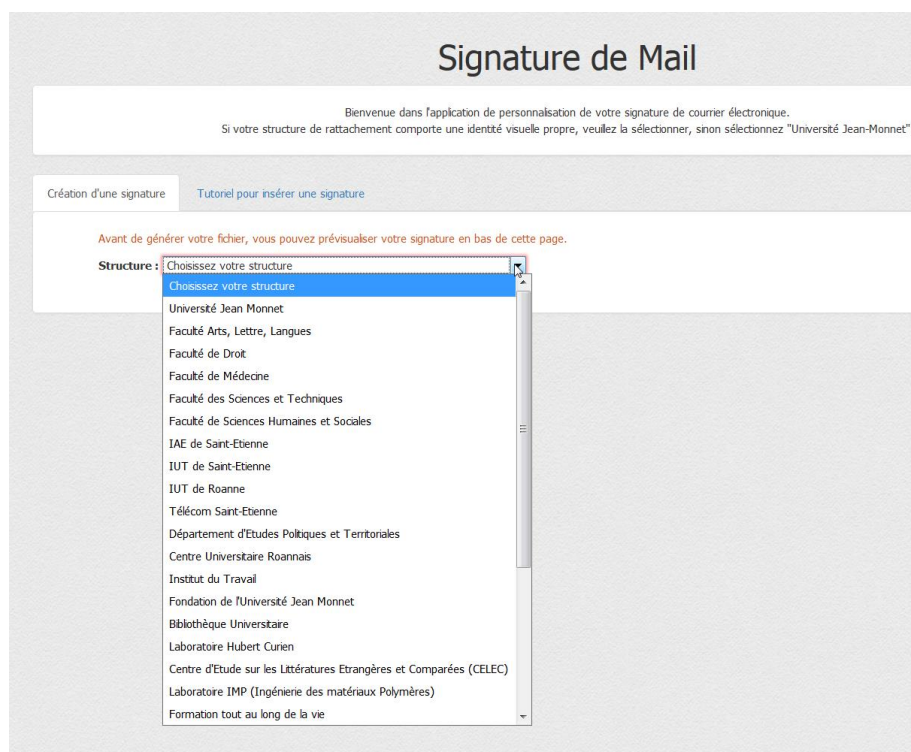 Signature de Mail
Bienvenue dans l'application de personnalisation de votre signature de courrier électronique.
Si votre structure de rattachement comporte une identité visuelle propre, veuillez la sélectionner, sinon sélectionnez "Université Jean-Monnet"
Création d'une signature
Tutoriel pour insérer une signature
Avant de générer votre fichier, vous pouvez prévisualiser votre signature en bas de cette page.
Structure : Choisissez votre structure
Choisissez votre structure
Université Jean Monnet
Faculté Arts, Lettre, Langues
Faculté de Droit
Faculté de Médecine
Faculté des Sciences et Techniques
Faculté de Sciences Humaines et Sociales
IAE de Saint-Etienne
IUT de Saint-Etienne
IUT de Roanne
Télécom Saint-Etienne
Département d'Etudes Politiques et Territoriales
Centre Universitaire Roannais
Institut du Travail
Fondation de l'Université Jean Monnet
Bibliothèque Universitaire
Laboratoire Hubert Curien
Centre d'Etude sur les Littératures Etrangères et Comparées (CELEC)
Laboratoire IMP (Ingénierie des matériaux Polymères)
Formation tout au long de la vie